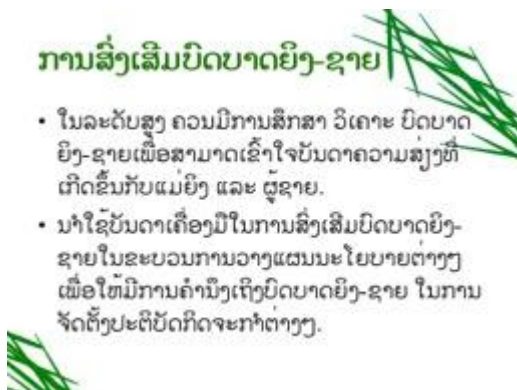 ການສົ່ງເສີມບົດບາດຍິງ-ຊາຍ
• ໃນລະດັບສູງ ຄວນມີການສຶກສາ ວິເຄາະ ບົດບາດ
ຍິງ-ຊາຍເພື່ອສາມາດເຂົ້າໃຈບັນດາຄວາມສ່ຽງທີ່
ເກີດຂຶ້ນກັບແມ່ຍິງ ແລະ ຜູ້ຊາຍ.
• ນຳໃຊ້ບັນດາເຄື່ອງມືໃນການສົ່ງເສີມບົດບາດຍິງ-
ຊາຍໃນຂະບວນການວາງແຜນນະໂຍບາຍຕ່າງໆ
ເພື່ອໃຫ້ມີການຄຳນຶງເຖິງບົດບາດຍິງ-ຊາຍ ໃນການ
ຈັດຕັ້ງປະຕິບັດກິດຈະກຳຕ່າງໆ.